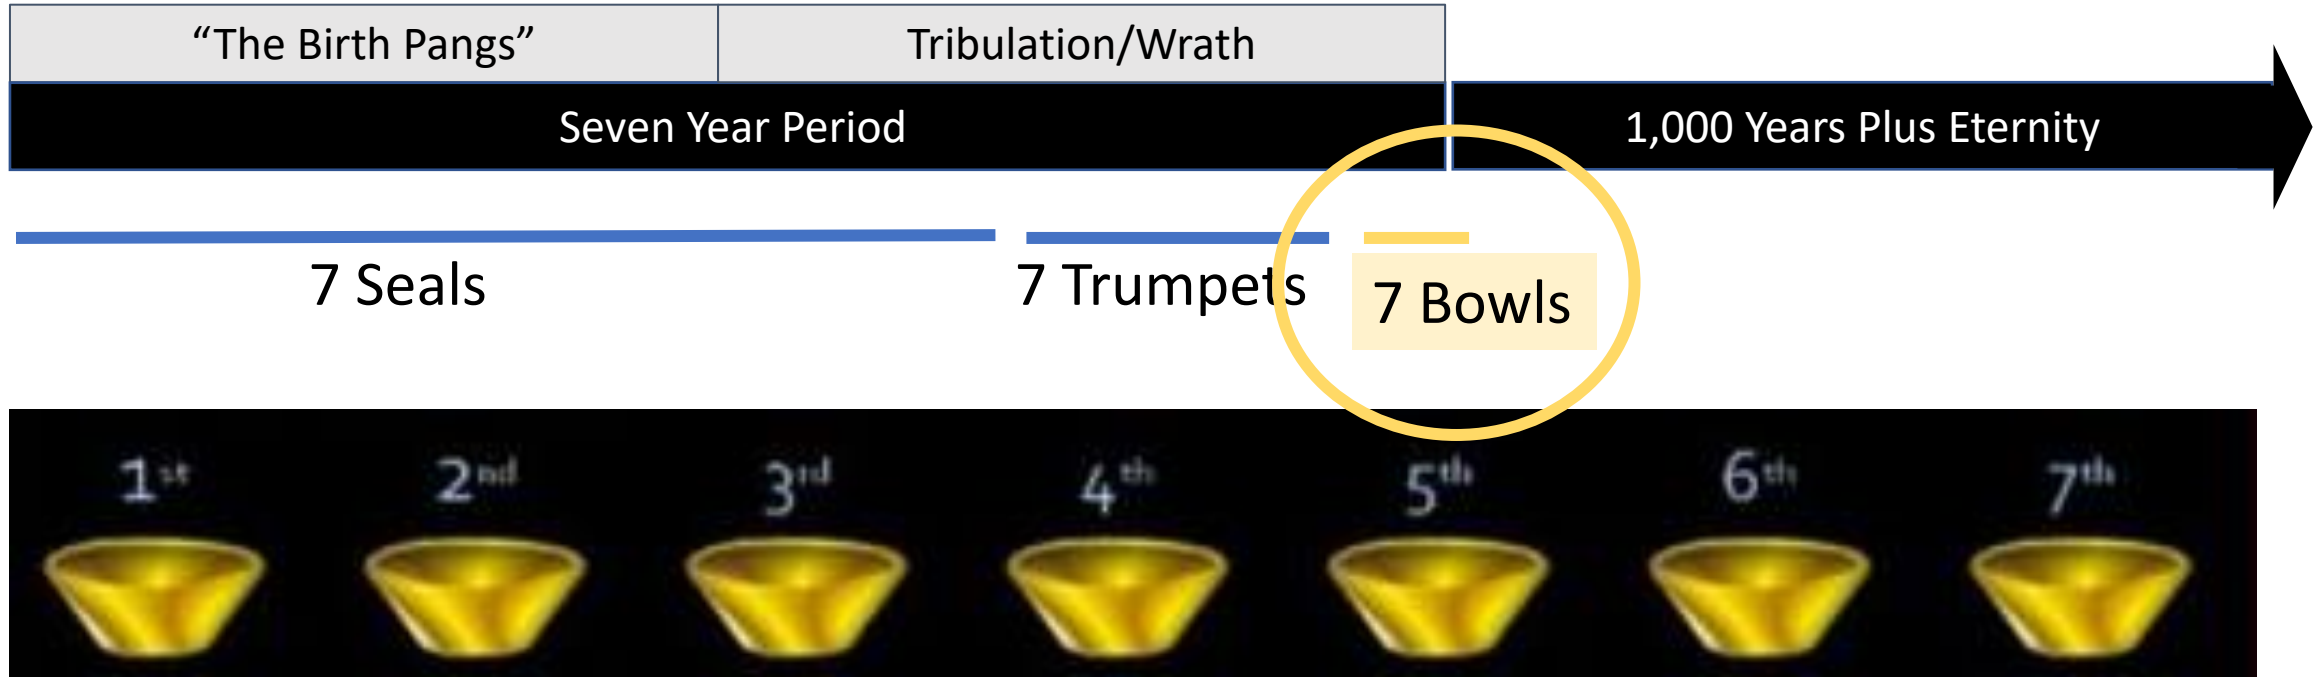 “The Birth Pangs” Tribulation/Wrath
Seven Year Period 1,000 Years Plus Eternity
7 Seals 7 Trumpets 7 Bowls
1st 2nd 3rd 4th 5th 6th 7th